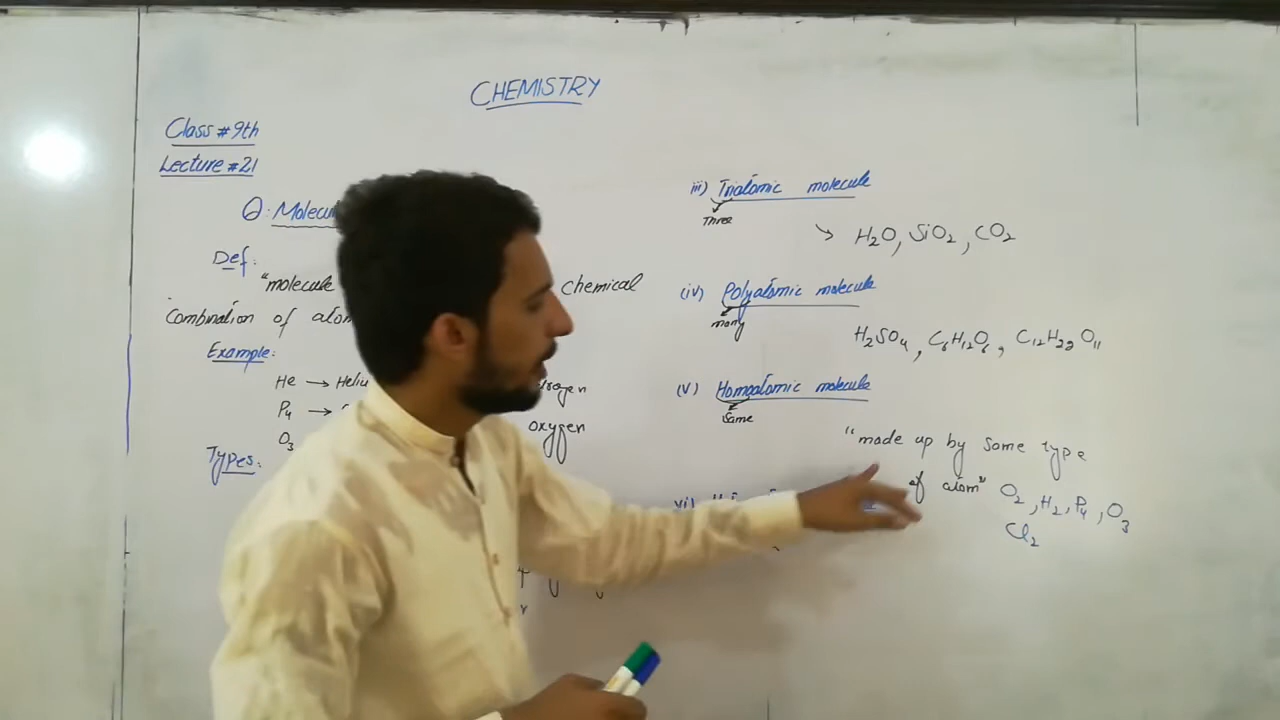 CHEMISTRY
Class #9th
Lecture #21
Q: Molecul
Def:
"molecule chemical
Combination of atom
Example:
He → Heliu
P4 →
O3
oxygen
Types:
iii) Triatomic molecule
Three
→ H2O, SiO2, CO2
(iv) Polyatomic molecule
many
H2SO4, C6H12O6, C12H22O11
(v) Homoatomic molecule
Same
"made up by Same type
of atom" O2, H2, P4, O3
Cl2
vi)